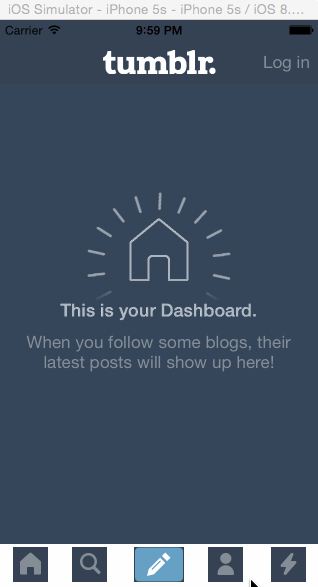 iOS Simulator - iPhone 5s - iPhone 5s / iOS 8....
Carrier 9:59 PM
tumblr.
Log in
This is your Dashboard.
When you follow some blogs, their
latest posts will show up here!